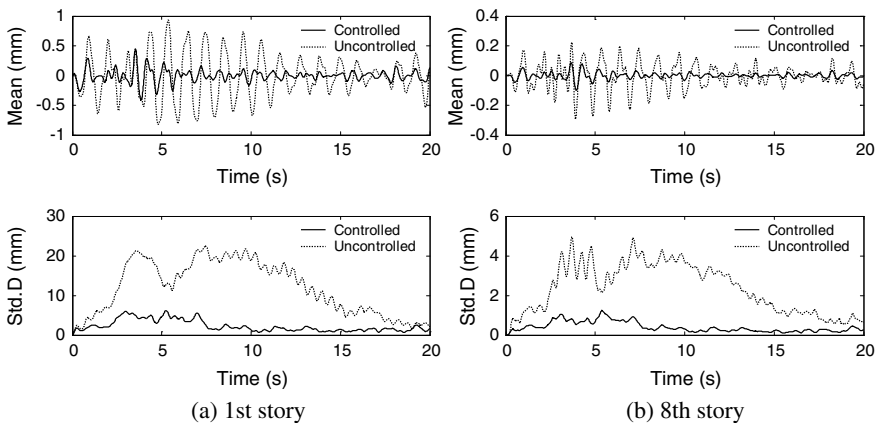 1
0.5
0
-0.5
-1
Mean (mm)
0
5
10
15
20
Time (s)
Controlled
Uncontrolled
0.4
0.2
0
-0.2
-0.4
Mean (mm)
0
5
10
15
20
Time (s)
Controlled
Uncontrolled
30
20
10
0
Std.D (mm)
0
5
10
15
20
Time (s)
Controlled
Uncontrolled
(a) 1st story
6
4
2
0
Std.D (mm)
0
5
10
15
20
Time (s)
Controlled
Uncontrolled
(b) 8th story